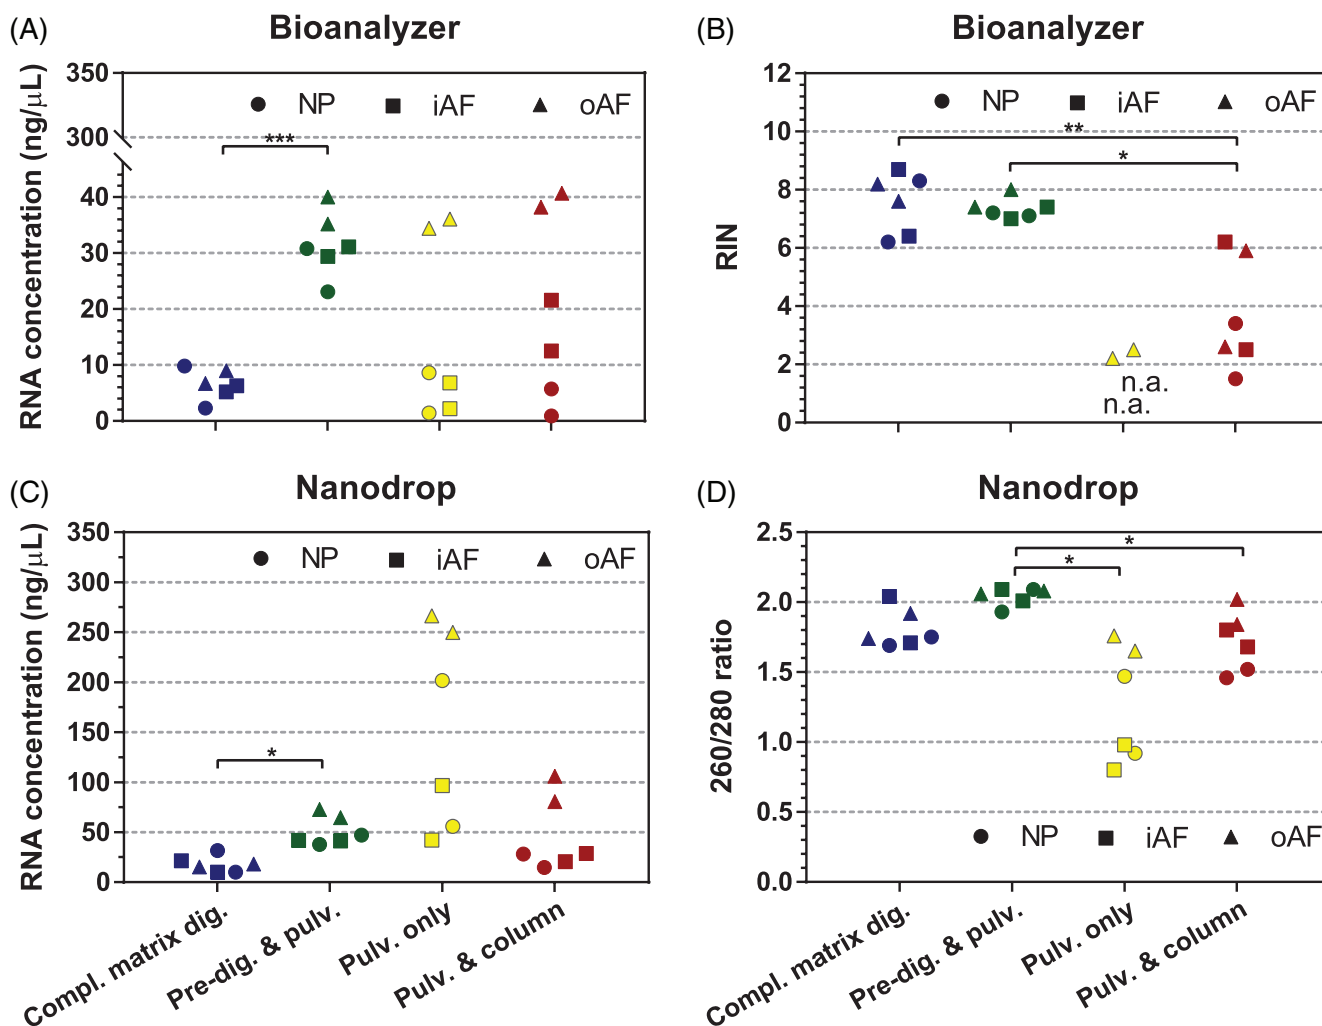 (A) Bioanalyzer
RNA concentration (ng/μL)
350
300
40
30
20
10
0
NP iAF oAF
***
(B) Bioanalyzer
RIN
12
10
8
6
4
2
0
NP iAF oAF
**
*
n.a.
n.a.
(C) Nanodrop
RNA concentration (ng/μL)
350
300
250
200
150
100
50
0
NP iAF oAF
*
Compl. matrix dig.
Pre-dig. & pulv.
Pulv. only
Pulv. & column
(D) Nanodrop
260/280 ratio
2.5
2.0
1.5
1.0
0.5
0.0
*
*
NP iAF oAF
Compl. matrix dig.
Pre-dig. & pulv.
Pulv. only
Pulv. & column